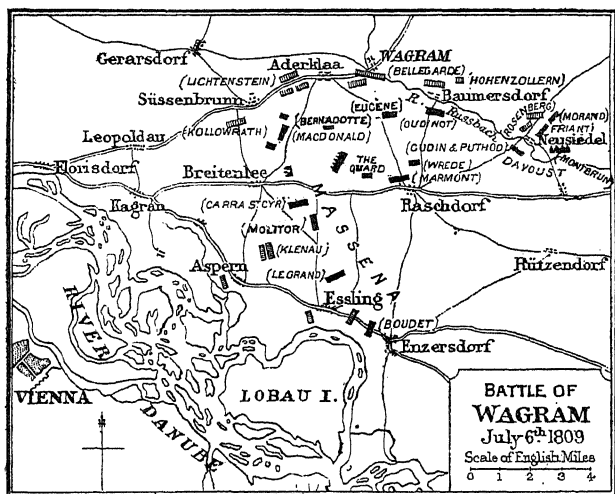 Gerarsdorf
WAGRAM
Aderklaa
(BELLEGARDE)
(LICHTENSTEIN)
HOHENZOLLERN)
Süssenbrunn
Baumersdorf
R. Russbach
(EUGENE)
(ROSENBERG)
(BERNADOTTE)
(OUDINOT)
(MORAND
(KOLLOWRATH)
(MACDONALD)
FRIANT)
Leopoldau
(GUDIN & PUTHOD)
Neusiedel
THE
GUARD
(WREDE)
DAVOUST
MONTBRUN
Florisdorf
Breitenlee
(MARMONT)
Kagran
(CARRA ST CYR)
Raschdorf
MASSENA
(MOLITOR)
(KLENAU)
Aspern
(LEGRAND)
Rützendorf
Essling
(BOUDET)
Enzersdorf
RIVER
DANUBE
VIENNA
LOBAU I.
BATTLE OF
WAGRAM
July 6th 1809
Scale of English Miles
0 1 2 3 4